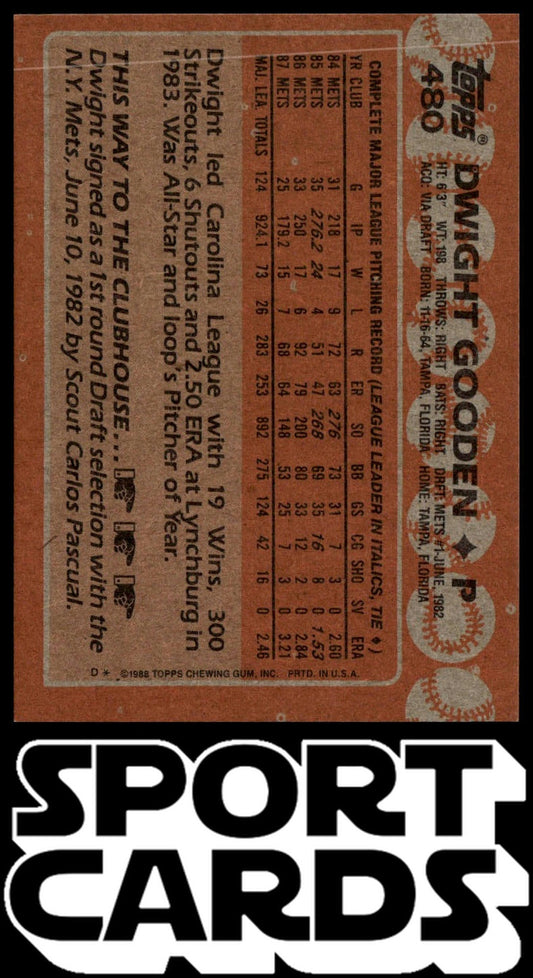 topps®
480
DWIGHT GOODEN ♦ P
HT: 6'3" WT: 198 THROWS: RIGHT BATS: RIGHT DRFT: METS #1-JUNE, 1982
ACQ: VIA DRAFT BORN: 11-16-64, TAMPA, FLORIDA HOME: TAMPA, FLORIDA
COMPLETE MAJOR LEAGUE PITCHING RECORD (LEAGUE LEADER IN ITALICS, TIE ♦)
YR CLUB G IP W L R ER SO BB GS CG SHO SV ERA
84 METS 31 218 17 9 72 63 276 73 31 7 3 0 2.60
85 METS 35 276.2 24 4 51 47 268 69 35 16 8 0 1.53
86 METS 33 250 17 6 92 79 200 80 33 12 2 0 2.84
87 METS 25 179.2 15 7 68 64 148 53 25 7 3 0 3.21
MAJ. LEA. TOTALS 124 924.1 73 26 283 253 892 275 124 42 16 0 2.46
Dwight led Carolina League with 19 Wins, 300
Strikeouts, 6 Shutouts and 2.50 ERA at Lynchburg in
1983. Was All-Star and loop's Pitcher of Year.
THIS WAY TO THE CLUBHOUSE...
Dwight signed as a 1st round Draft selection with the
N.Y. Mets, June 10, 1982 by Scout Carlos Pascual.
D* ©1988 TOPPS CHEWING GUM, INC. PRTD. IN U.S.A.
SPORT
CARDS